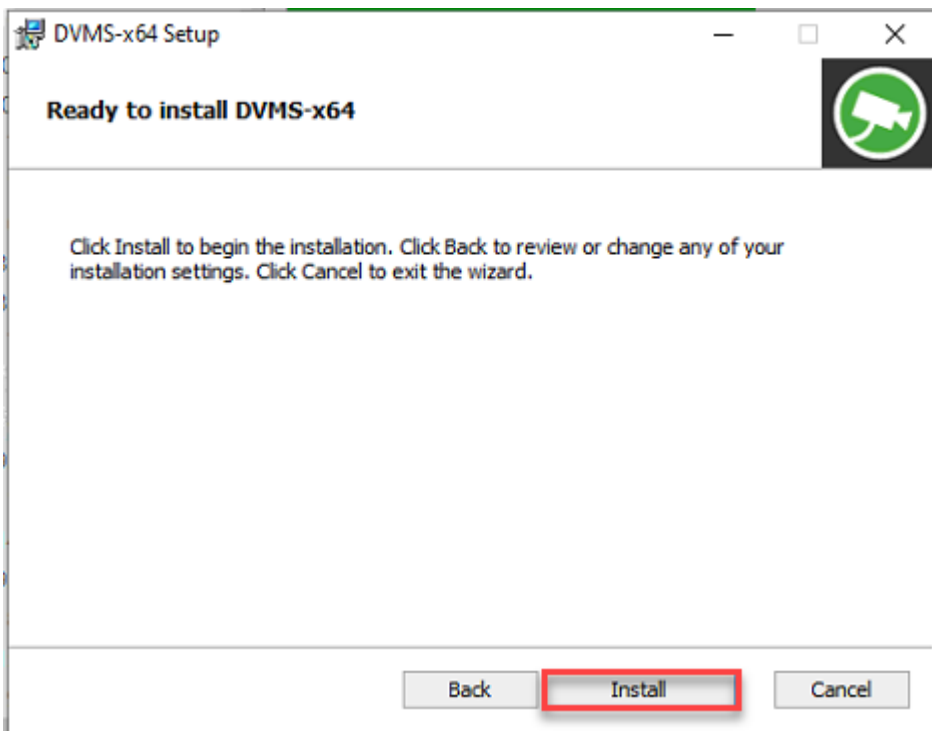 DVMS-x64 Setup
Ready to install DVMS-x64
Click Install to begin the installation. Click Back to review or change any of your
installation settings. Click Cancel to exit the wizard.
Back Install Cancel